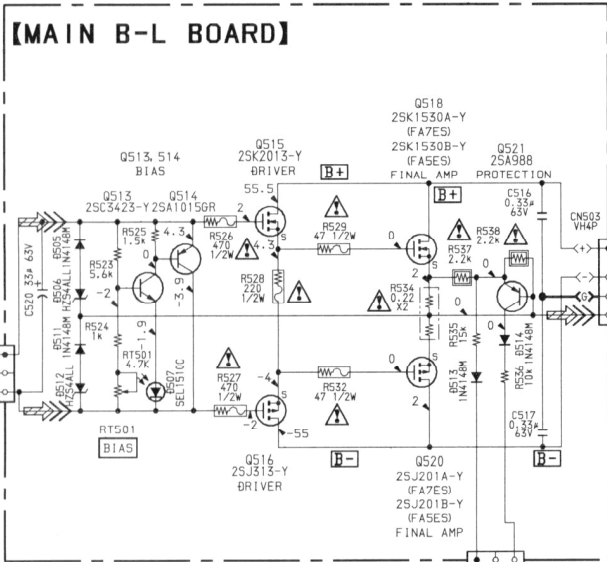 【MAIN B-L BOARD】
Q518
2SK1530A-Y
(FA7ES)
2SK1530B-Y
(FA5ES)
FINAL AMP
Q515
2SK2013-Y
DRIVER
Q521
2SA988
PROTECTION
Q513, 514
BIAS
Q513
2SC3423-Y
Q514
2SA1015GR
B+
B+
C516
0.33μ
63V
CN503
VH4P
55.5
2
4.3
R525
1.5k
4.3
0
R526
470
1/2W
R529
47 1/2W
0
S
S
R538
2.2k
R537
2.2k
(+)
(-)
(G)
C520 33μ 63V
D505
1N4148M
D506
HZS4ALL
R523
5.6k
-2
-3.9
R528
220
1/2W
2
R534
0.22
X2
0
0
R524
1k
-1.9
RT501
4.7K
D507
SEL151CC
D511
1N4148M
D512
HZS4ALL
R535
15k
D513
1N4148M
D514
1N4148M
R536
10k
R527
470
1/2W
-4
S
-2
-55
0
S
2
R532
47 1/2W
RT501
BIAS
C517
0.33μ
63V
B-
B-
Q516
2SJ313-Y
DRIVER
Q520
2SJ201A-Y
(FA7ES)
2SJ201B-Y
(FA5ES)
FINAL AMP